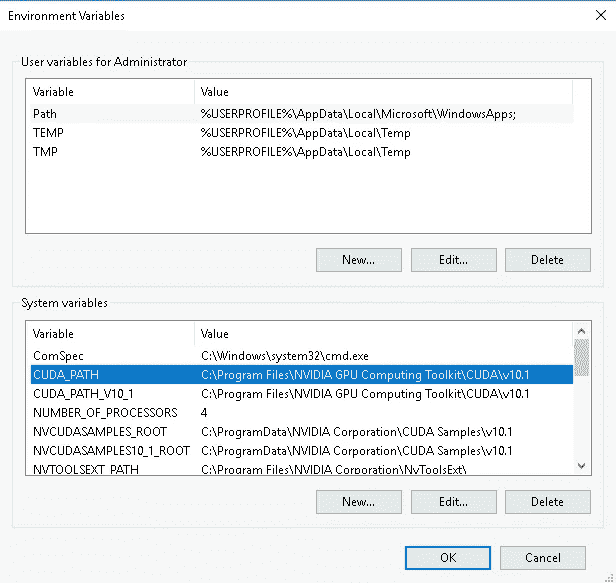 Environment Variables
User variables for Administrator
Variable Value
Path %USERPROFILE%\AppData\Local\Microsoft\WindowsApps;
TEMP %USERPROFILE%\AppData\Local\Temp
TMP %USERPROFILE%\AppData\Local\Temp
New... Edit... Delete
System variables
Variable Value
ComSpec C:\Windows\system32\cmd.exe
CUDA_PATH C:\Program Files\NVIDIA GPU Computing Toolkit\CUDA\v10.1
CUDA_PATH_V10_1 C:\Program Files\NVIDIA GPU Computing Toolkit\CUDA\v10.1
NUMBER_OF_PROCESSORS 4
NVCUDASAMPLES_ROOT C:\ProgramData\NVIDIA Corporation\CUDA Samples\v10.1
NVCUDASAMPLES10_1_ROOT C:\ProgramData\NVIDIA Corporation\CUDA Samples\v10.1
NVTOOLSEXT_PATH C:\Program Files\NVIDIA Corporation\NvToolsExt\
New... Edit... Delete
OK Cancel